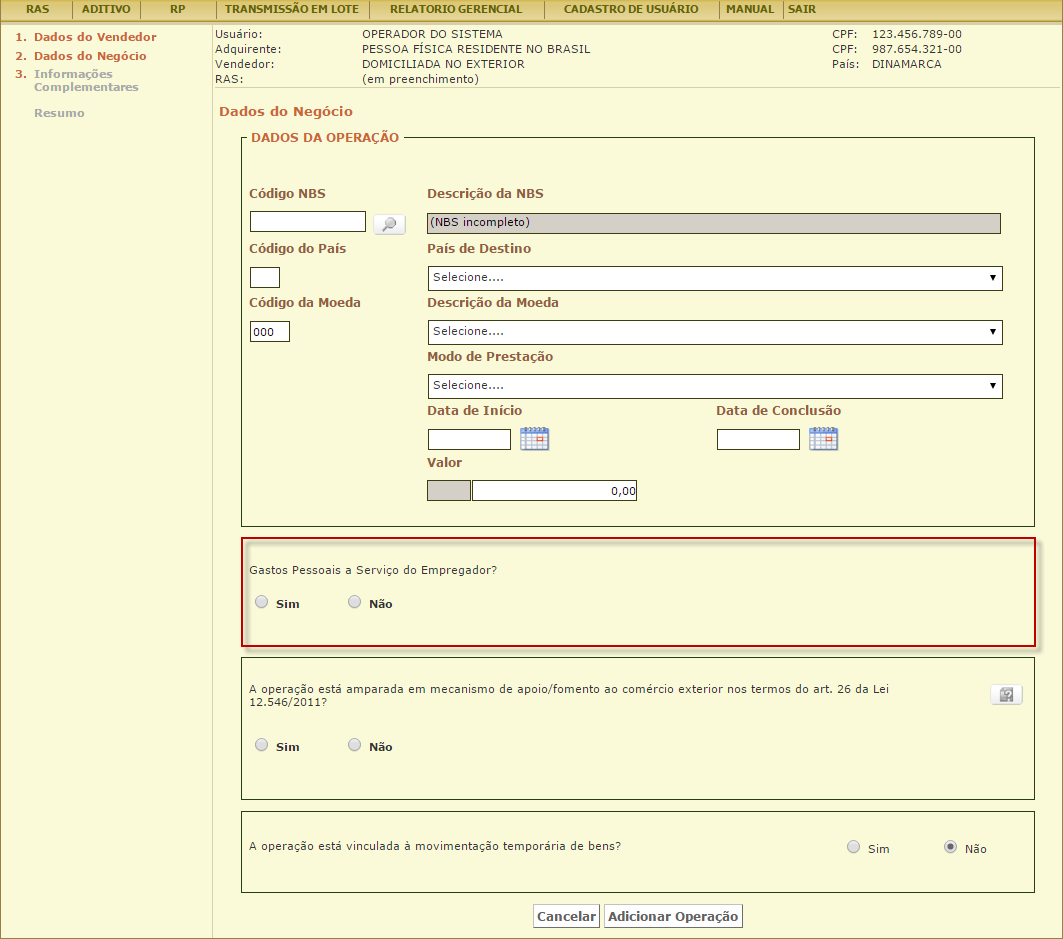 RAS ADITIVO RP TRANSMISSÃO EM LOTE RELATORIO GERENCIAL CADASTRO DE USUÁRIO MANUAL SAIR
1. Dados do Vendedor
2. Dados do Negócio
3. Informações
Complementares
Resumo
Usuário: OPERADOR DO SISTEMA CPF: 123.456.789-00
Adquirente: PESSOA FÍSICA RESIDENTE NO BRASIL CPF: 987.654.321-00
Vendedor: DOMICILIADA NO EXTERIOR País: DINAMARCA
RAS: (em preenchimento)
Dados do Negócio
DADOS DA OPERAÇÃO
Código NBS Descrição da NBS
(NBS incompleto)
Código do País País de Destino
Selecione....
Código da Moeda Descrição da Moeda
000 Selecione....
Modo de Prestação
Selecione....
Data de Início Data de Conclusão
Valor
0,00
Gastos Pessoais a Serviço do Empregador?
Sim Não
A operação está amparada em mecanismo de apoio/fomento ao comércio exterior nos termos do art. 26 da Lei
12.546/2011?
Sim Não
A operação está vinculada à movimentação temporária de bens? Sim Não
Cancelar Adicionar Operação